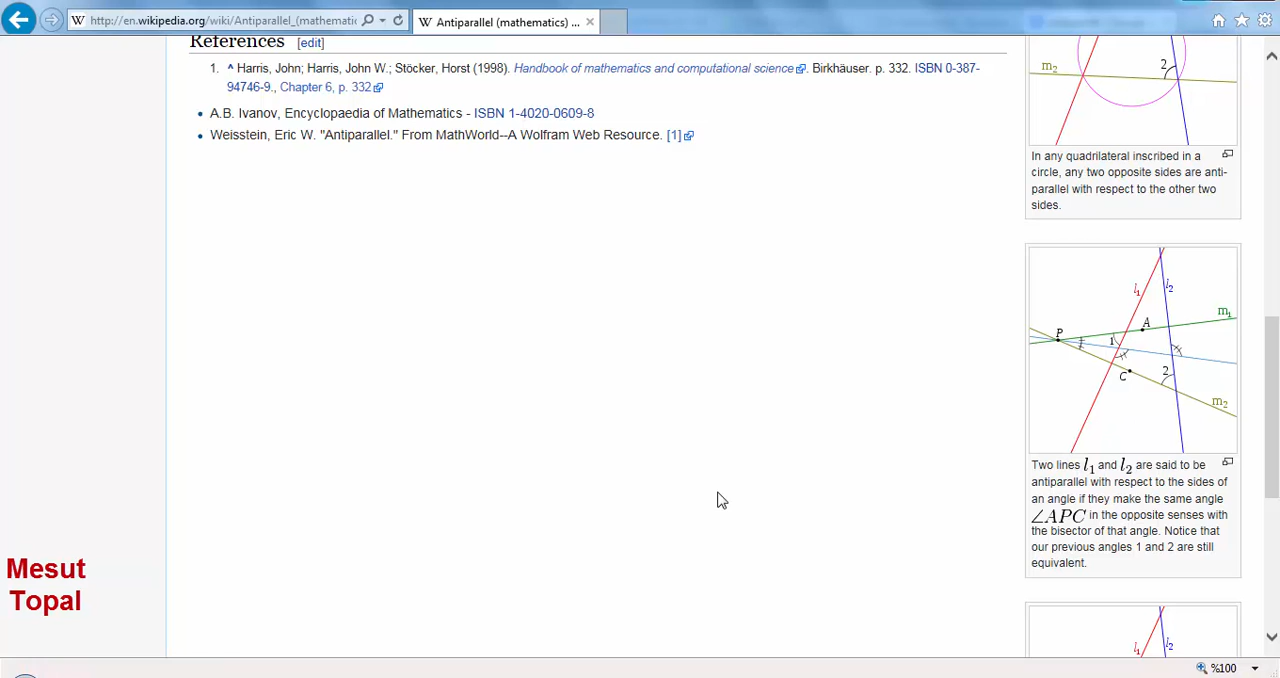 http://en.wikipedia.org/wiki/Antiparallel_(mathematic
W Antiparallel (mathematics) ...
References [edit]
1. ^ Harris, John; Harris, John W.; Stöcker, Horst (1998). Handbook of mathematics and computational science. Birkhäuser. p. 332. ISBN 0-387-
94746-9., Chapter 6, p. 332
• A.B. Ivanov, Encyclopaedia of Mathematics - ISBN 1-4020-0609-8
• Weisstein, Eric W. "Antiparallel." From MathWorld--A Wolfram Web Resource. [1]
m2
2
In any quadrilateral inscribed in a
circle, any two opposite sides are anti-
parallel with respect to the other two
sides.
l1
l2
m1
P
A
1
C
2
m2
Two lines l1 and l2 are said to be
antiparallel with respect to the sides of
an angle if they make the same angle
∠APC in the opposite senses with
the bisector of that angle. Notice that
our previous angles 1 and 2 are still
equivalent.
l1
l2
Mesut
Topal
%100